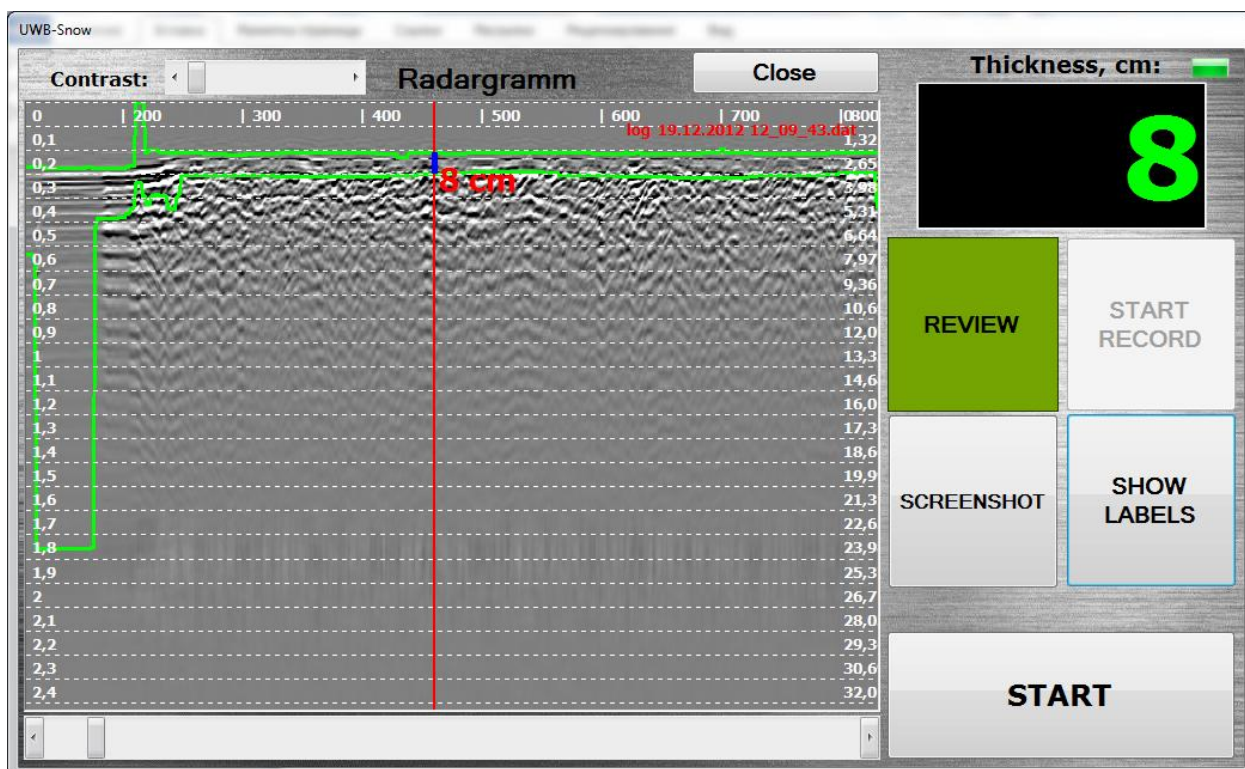 UWB-Snow
Contrast:
Radargramm
Close
Thickness, cm:
8
0 | 200 | 300 | 400 | 500 | 600 | 700 |0800
log 19.12.2012 12_09_43.dat
0,1 1,32
0,2 2,65
8 cm
0,3 3,98
0,4 5,31
0,5 6,64
0,6 7,97
0,7 9,36
0,8 10,6
0,9 12,0
1 13,3
1,1 14,6
1,2 16,0
1,3 17,3
1,4 18,6
1,5 19,9
1,6 21,3
1,7 22,6
1,8 23,9
1,9 25,3
2 26,7
2,1 28,0
2,2 29,3
2,3 30,6
2,4 32,0
REVIEW
START
RECORD
SCREENSHOT
SHOW
LABELS
START